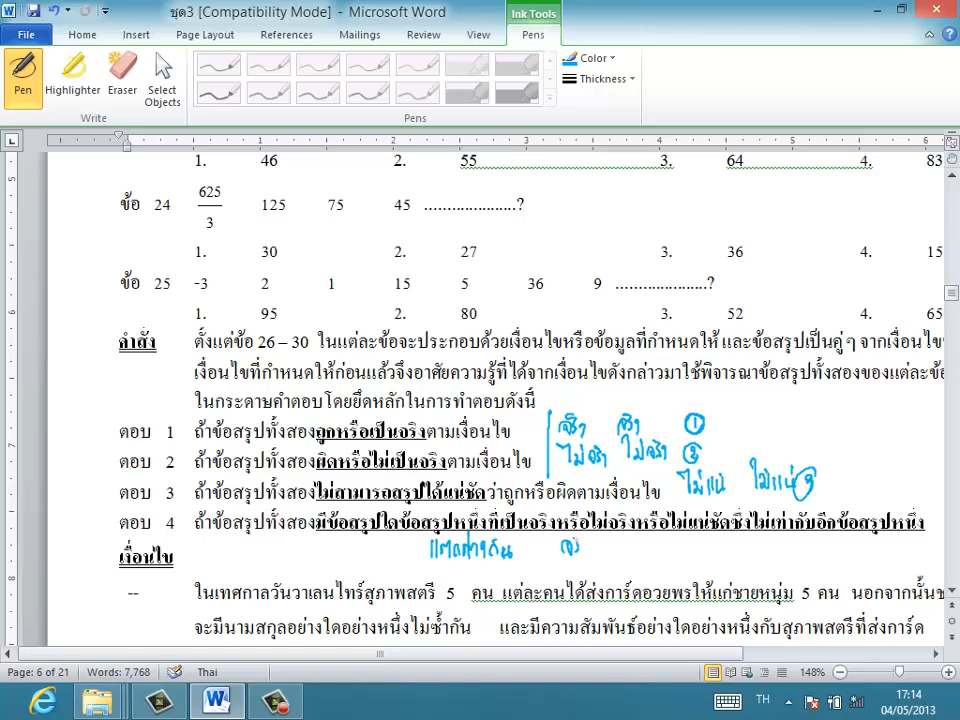 ชุด3 [Compatibility Mode] - Microsoft Word
Ink Tools
File Home Insert Page Layout References Mailings Review View Pens
Pen Highlighter Eraser Select Objects
Color
Thickness
Write Pens
1 2 3 4 5 6
1. 46 2. 55 3. 64 4. 83
ข้อ 24 625/3 125 75 45 .....................?
1. 30 2. 27 3. 36 4. 15
ข้อ 25 -3 2 1 15 5 36 9 .....................?
1. 95 2. 80 3. 52 4. 65
คำสั่ง ตั้งแต่ข้อ 26 – 30 ในแต่ละข้อจะประกอบด้วยเงื่อนไขหรือข้อมูลที่กำหนดให้ และข้อสรุปเป็นคู่ ๆ จากเงื่อนไข
เงื่อนไขที่กำหนดให้ก่อนแล้วจึงอาศัยความรู้ที่ได้จากเงื่อนไขดังกล่าวมาใช้พิจารณาข้อสรุปทั้งสองของแต่ละข้อ
ในกระดาษคำตอบโดยยึดหลักในการทำตอบดังนี้
ตอบ 1 ถ้าข้อสรุปทั้งสองถูกหรือเป็นจริงตามเงื่อนไข จริง จริง 1
ตอบ 2 ถ้าข้อสรุปทั้งสองผิดหรือไม่เป็นจริงตามเงื่อนไข ไม่จริง ไม่จริง 2
ตอบ 3 ถ้าข้อสรุปทั้งสองไม่สามารถสรุปได้แน่ชัดว่าถูกหรือผิดตามเงื่อนไข ไม่แน่ ไม่แน่ 3
ตอบ 4 ถ้าข้อสรุปทั้งสองมีข้อสรุปใดข้อสรุปหนึ่งที่เป็นจริงหรือไม่จริงหรือไม่แน่ชัดซึ่งไม่เท่ากับอีกข้อสรุปหนึ่ง
แตกต่างกัน
เงื่อนไข
-- ในเทศกาลวันวาเลนไทร์สุภาพสตรี 5 คน แต่ละคนได้ส่งการ์ดอวยพรให้แก่ชายหนุ่ม 5 คน นอกจากนั้นช
จะมีนามสกุลอย่างใดอย่างหนึ่งไม่ซ้ำกัน และมีความสัมพันธ์อย่างใดอย่างหนึ่งกับสุภาพสตรีที่ส่งการ์ด
Page: 6 of 21 Words: 7,768 Thai 148%
TH 17:14
04/05/2013